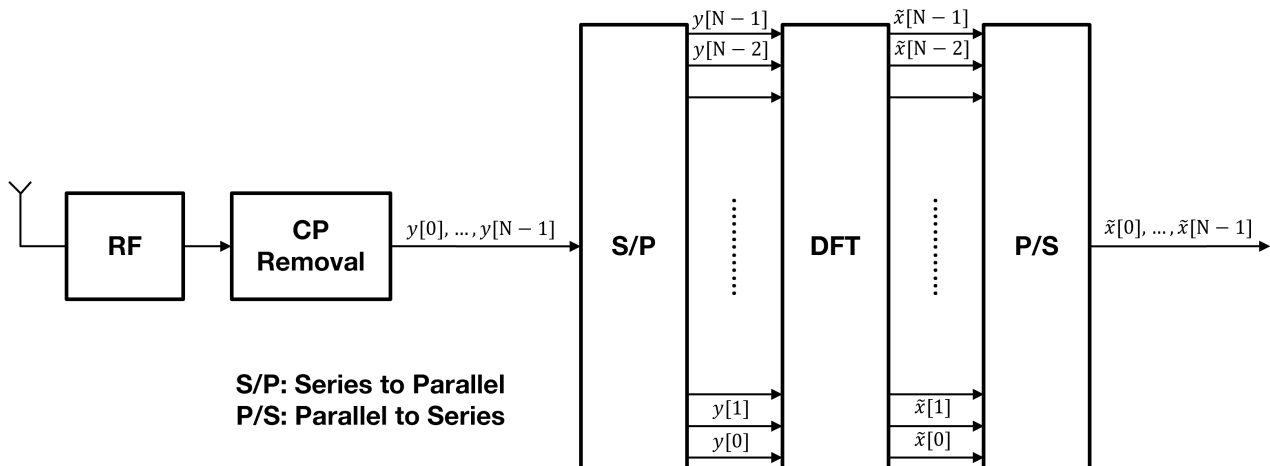 y[N − 1]
x̃[N − 1]
y[N − 2]
x̃[N − 2]
RF
CP
Removal
y[0], … , y[N − 1]
S/P
DFT
P/S
x̃[0], … , x̃[N − 1]
S/P: Series to Parallel
P/S: Parallel to Series
y[1]
x̃[1]
y[0]
x̃[0]